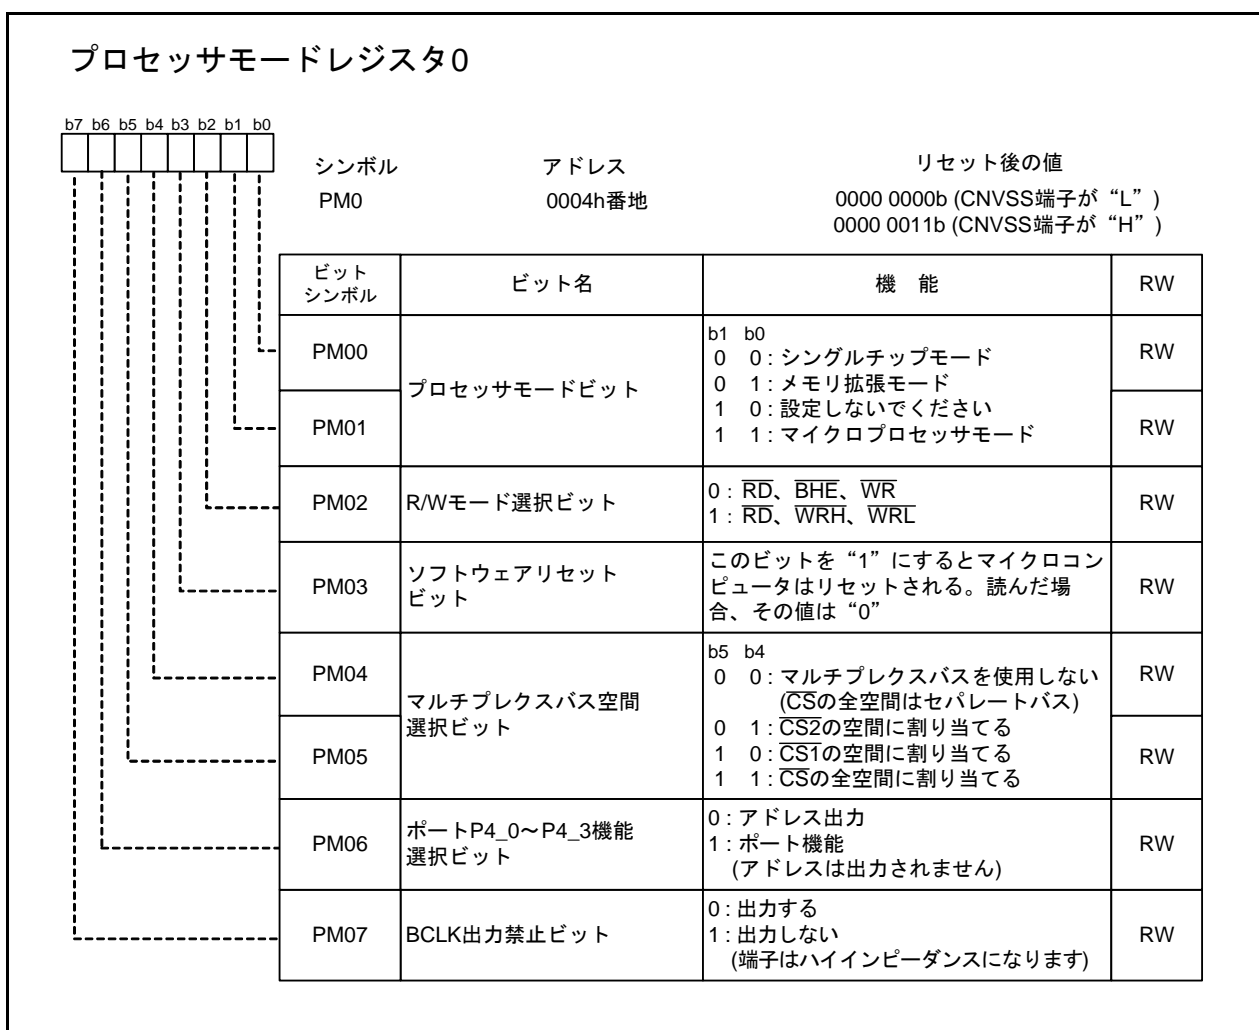 プロセッサモードレジスタ0
b7 b6 b5 b4 b3 b2 b1 b0
シンボル アドレス リセット後の値
PM0 0004h番地 0000 0000b (CNVSS端子が“L”)
0000 0011b (CNVSS端子が“H”)
ビット
シンボル ビット名 機 能 RW
PM00 プロセッサモードビット RW
b1 b0
0 0 : シングルチップモード
0 1 : メモリ拡張モード
1 0 : 設定しないでください
1 1 : マイクロプロセッサモード
PM01 RW
PM02 R/Wモード選択ビット RW
0 : RD、BHE、WR
1 : RD、WRH、WRL
PM03 RW
ソフトウェアリセット
ビット
このビットを“1”にするとマイクロコン
ピュータはリセットされる。読んだ場
合、その値は“0”
PM04 RW
マルチプレクスバス空間
選択ビット
b5 b4
0 0 : マルチプレクスバスを使用しない
(CSの全空間はセパレートバス)
0 1 : CS2の空間に割り当てる
1 0 : CS1の空間に割り当てる
1 1 : CSの全空間に割り当てる
PM05 RW
PM06 RW
ポートP4_0～P4_3機能
選択ビット
0 : アドレス出力
1 : ポート機能
(アドレスは出力されません)
PM07 BCLK出力禁止ビット RW
0 : 出力する
1 : 出力しない
(端子はハイインピーダンスになります)